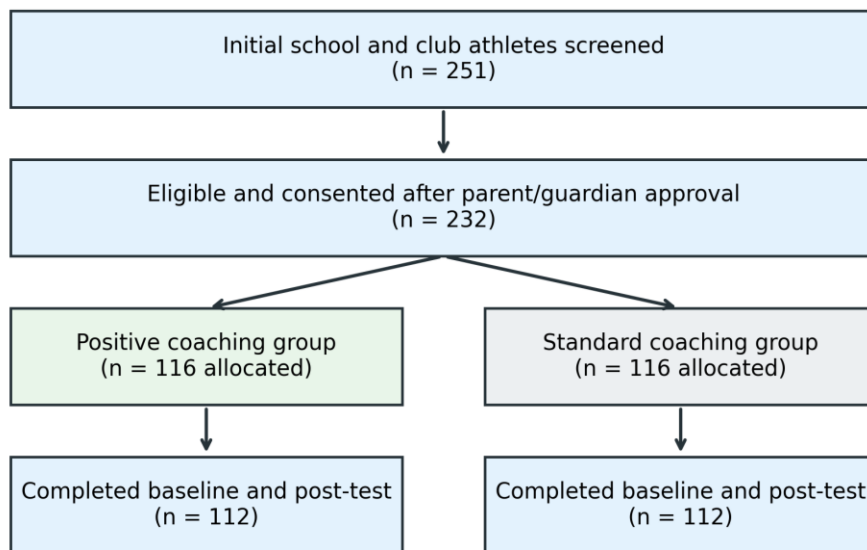 Initial school and club athletes screened
(n = 251)
Eligible and consented after parent/guardian approval
(n = 232)
Positive coaching group
(n = 116 allocated)
Standard coaching group
(n = 116 allocated)
Completed baseline and post-test
(n = 112)
Completed baseline and post-test
(n = 112)